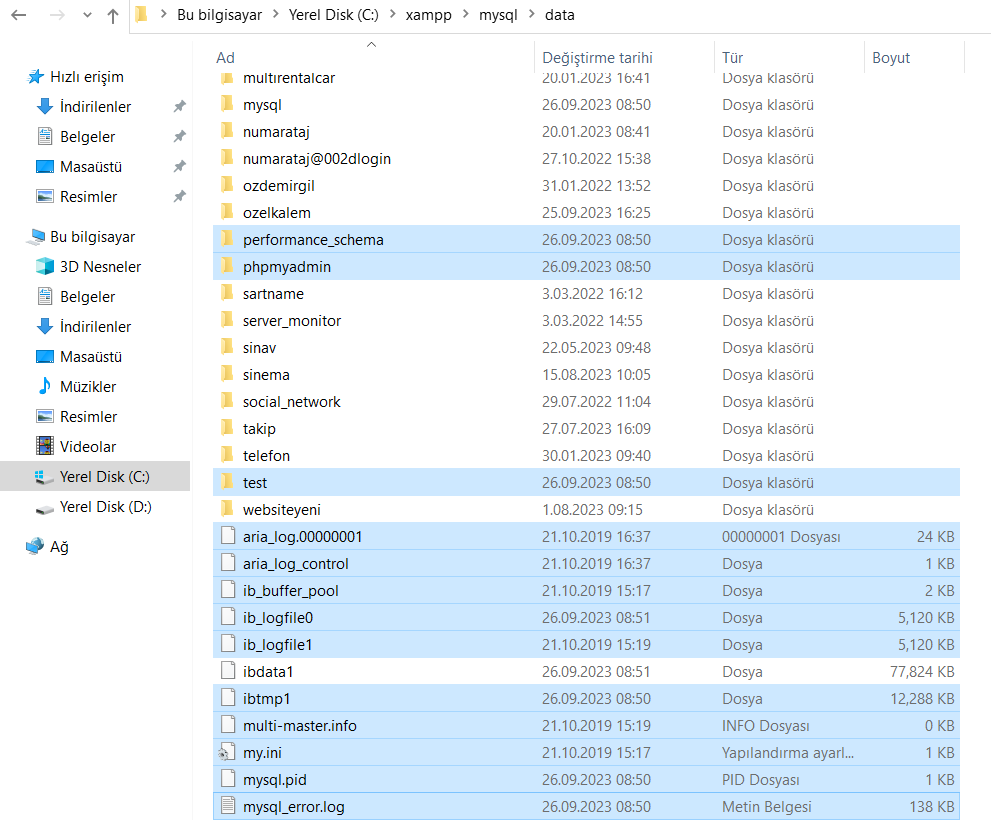 Bu bilgisayar Yerel Disk (C:) xampp mysql data
Ad Değiştirme tarihi Tür Boyut
Hızlı erişim
İndirilenler
Belgeler
Masaüstü
Resimler
Bu bilgisayar
3D Nesneler
Belgeler
İndirilenler
Masaüstü
Müzikler
Resimler
Videolar
Yerel Disk (C:)
Yerel Disk (D:)
Ağ
multirentalcar 20.01.2023 16:41 Dosya klasörü
mysql 26.09.2023 08:50 Dosya klasörü
numarataj 20.01.2023 08:41 Dosya klasörü
numarataj@002dlogin 27.10.2022 15:38 Dosya klasörü
ozdemirgil 31.01.2022 13:52 Dosya klasörü
ozelkalem 25.09.2023 16:25 Dosya klasörü
performance_schema 26.09.2023 08:50 Dosya klasörü
phpmyadmin 26.09.2023 08:50 Dosya klasörü
sartname 3.03.2022 16:12 Dosya klasörü
server_monitor 3.03.2022 14:55 Dosya klasörü
sinav 22.05.2023 09:48 Dosya klasörü
sinema 15.08.2023 10:05 Dosya klasörü
social_network 29.07.2022 11:04 Dosya klasörü
takip 27.07.2023 16:09 Dosya klasörü
telefon 30.01.2023 09:40 Dosya klasörü
test 26.09.2023 08:50 Dosya klasörü
websiteyeni 1.08.2023 09:15 Dosya klasörü
aria_log.00000001 21.10.2019 16:37 00000001 Dosyası 24 KB
aria_log_control 21.10.2019 16:37 Dosya 1 KB
ib_buffer_pool 21.10.2019 15:17 Dosya 2 KB
ib_logfile0 26.09.2023 08:51 Dosya 5,120 KB
ib_logfile1 21.10.2019 15:19 Dosya 5,120 KB
ibdata1 26.09.2023 08:51 Dosya 77,824 KB
ibtmp1 26.09.2023 08:50 Dosya 12,288 KB
multi-master.info 21.10.2019 15:19 INFO Dosyası 0 KB
my.ini 21.10.2019 15:17 Yapılandırma ayarl... 1 KB
mysql.pid 26.09.2023 08:50 PID Dosyası 1 KB
mysql_error.log 26.09.2023 08:50 Metin Belgesi 138 KB